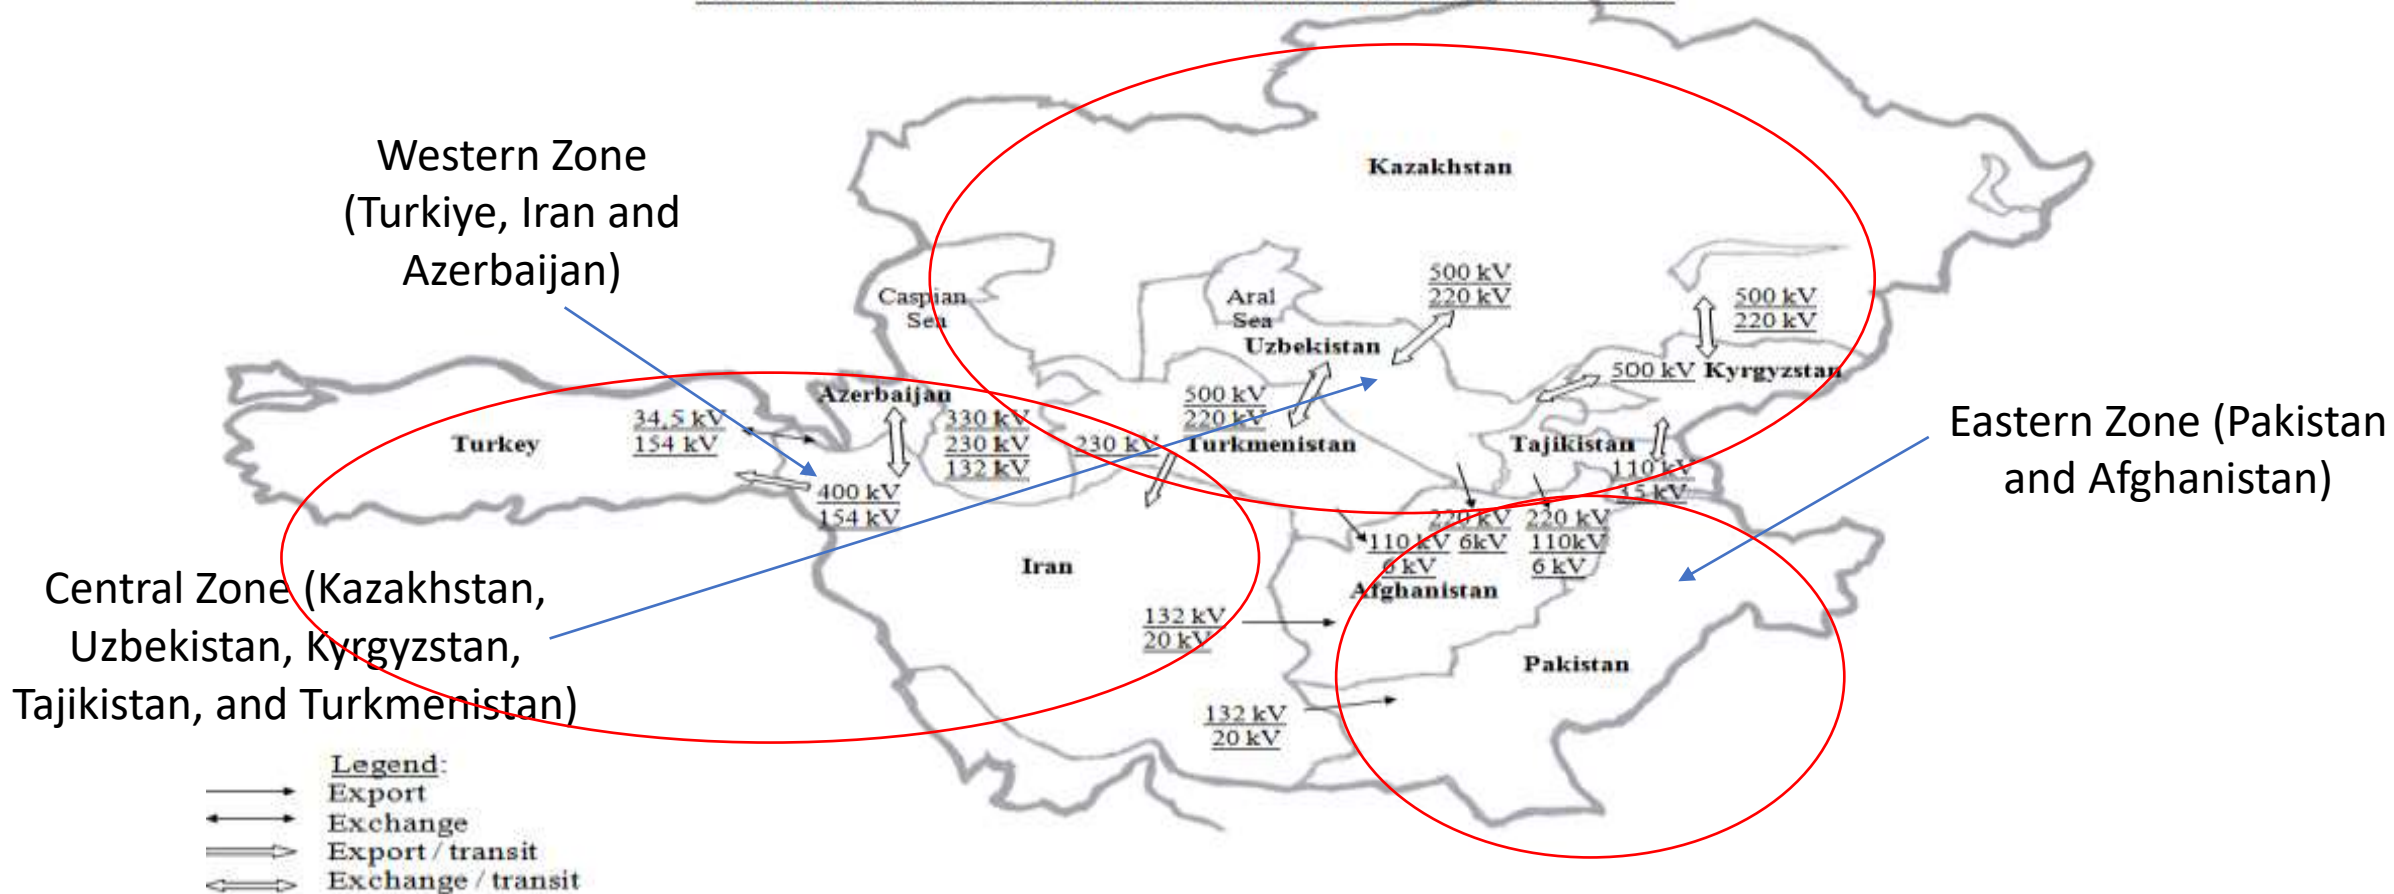 Western Zone
(Turkiye, Iran and
Azerbaijan)
Kazakhstan
500 kV
220 kV
Caspian
Sea
Aral
Sea
500 kV
220 kV
Uzbekistan
500 kV Kyrgyzstan
Azerbaijan
34,5 kV
154 kV
Turkey
330 kV
230 kV
132 kV
230 kV
500 kV
220 kV
Turkmenistan
Tajikistan
110 kV
35 kV
Eastern Zone (Pakistan
and Afghanistan)
400 kV
154 kV
220 kV
6kV
220 kV
110kV
6 kV
110 kV
6 kV
Iran
Afghanistan
Central Zone (Kazakhstan,
Uzbekistan, Kyrgyzstan,
Tajikistan, and Turkmenistan)
132 kV
20 kV
Pakistan
132 kV
20 kV
Legend:
Export
Exchange
Export / transit
Exchange / transit